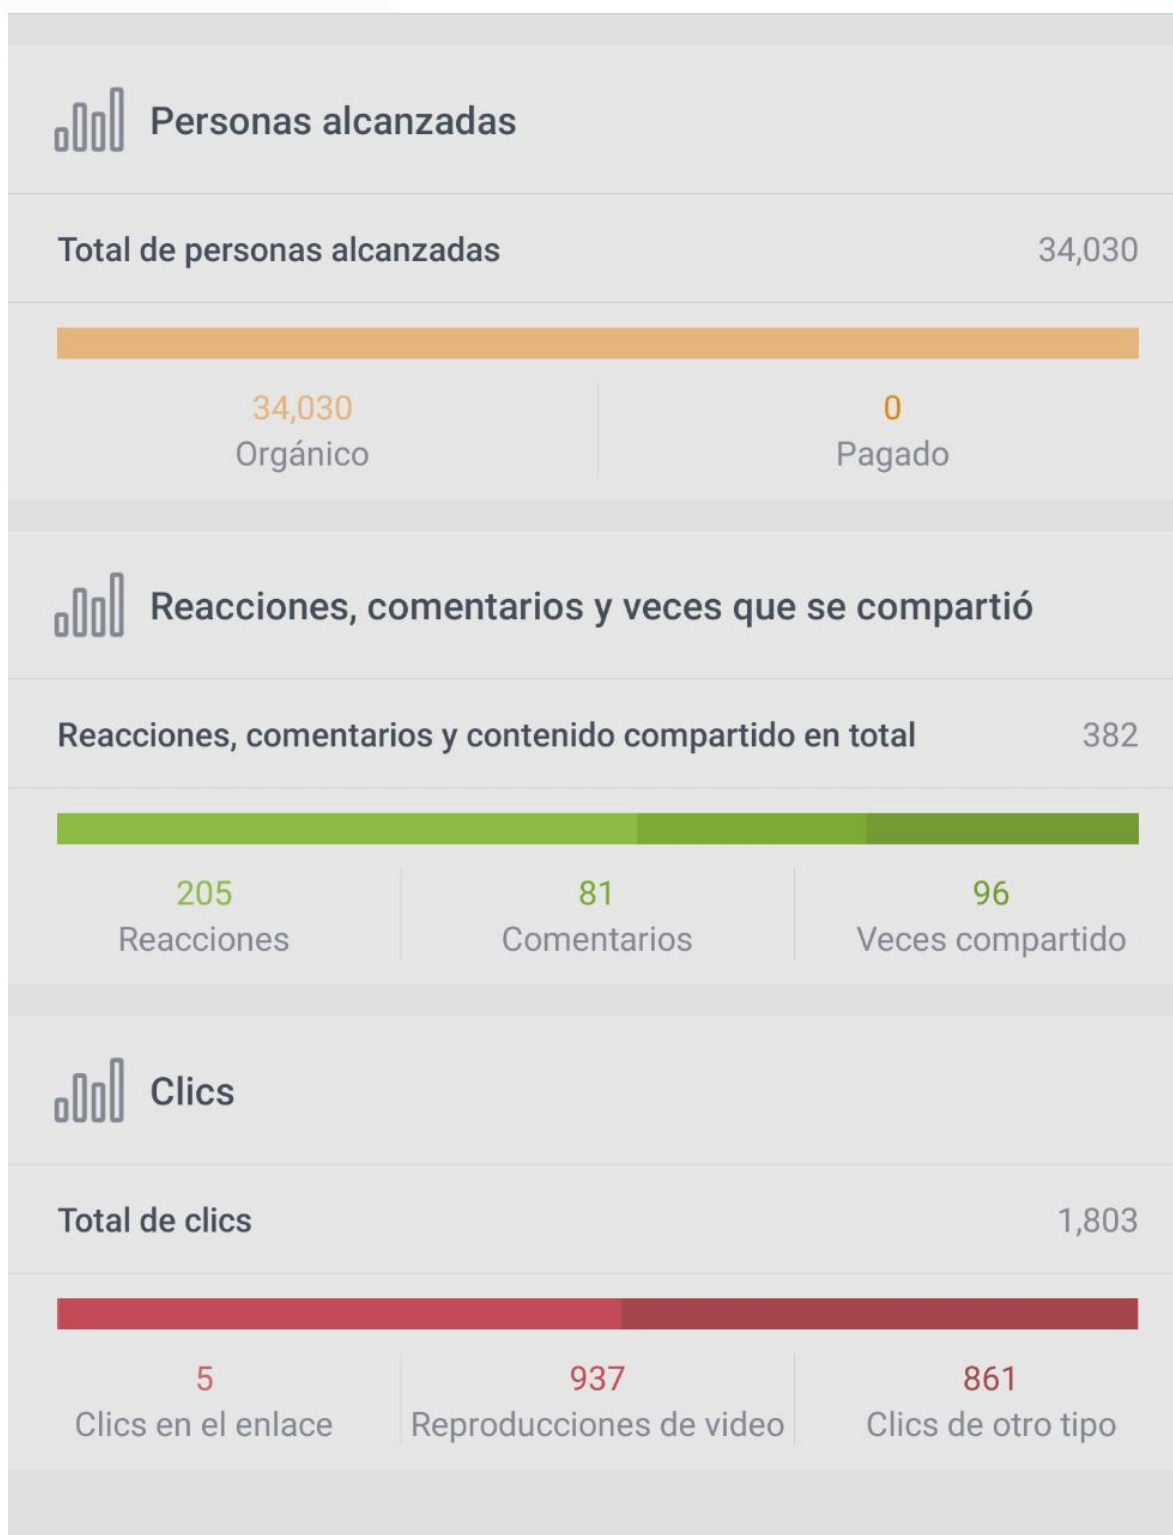 Personas alcanzadas
Total de personas alcanzadas 34,030
34,030 0
Orgánico Pagado
Reacciones, comentarios y veces que se compartió
Reacciones, comentarios y contenido compartido en total 382
205 81 96
Reacciones Comentarios Veces compartido
Clics
Total de clics 1,803
5 937 861
Clics en el enlace Reproducciones de video Clics de otro tipo